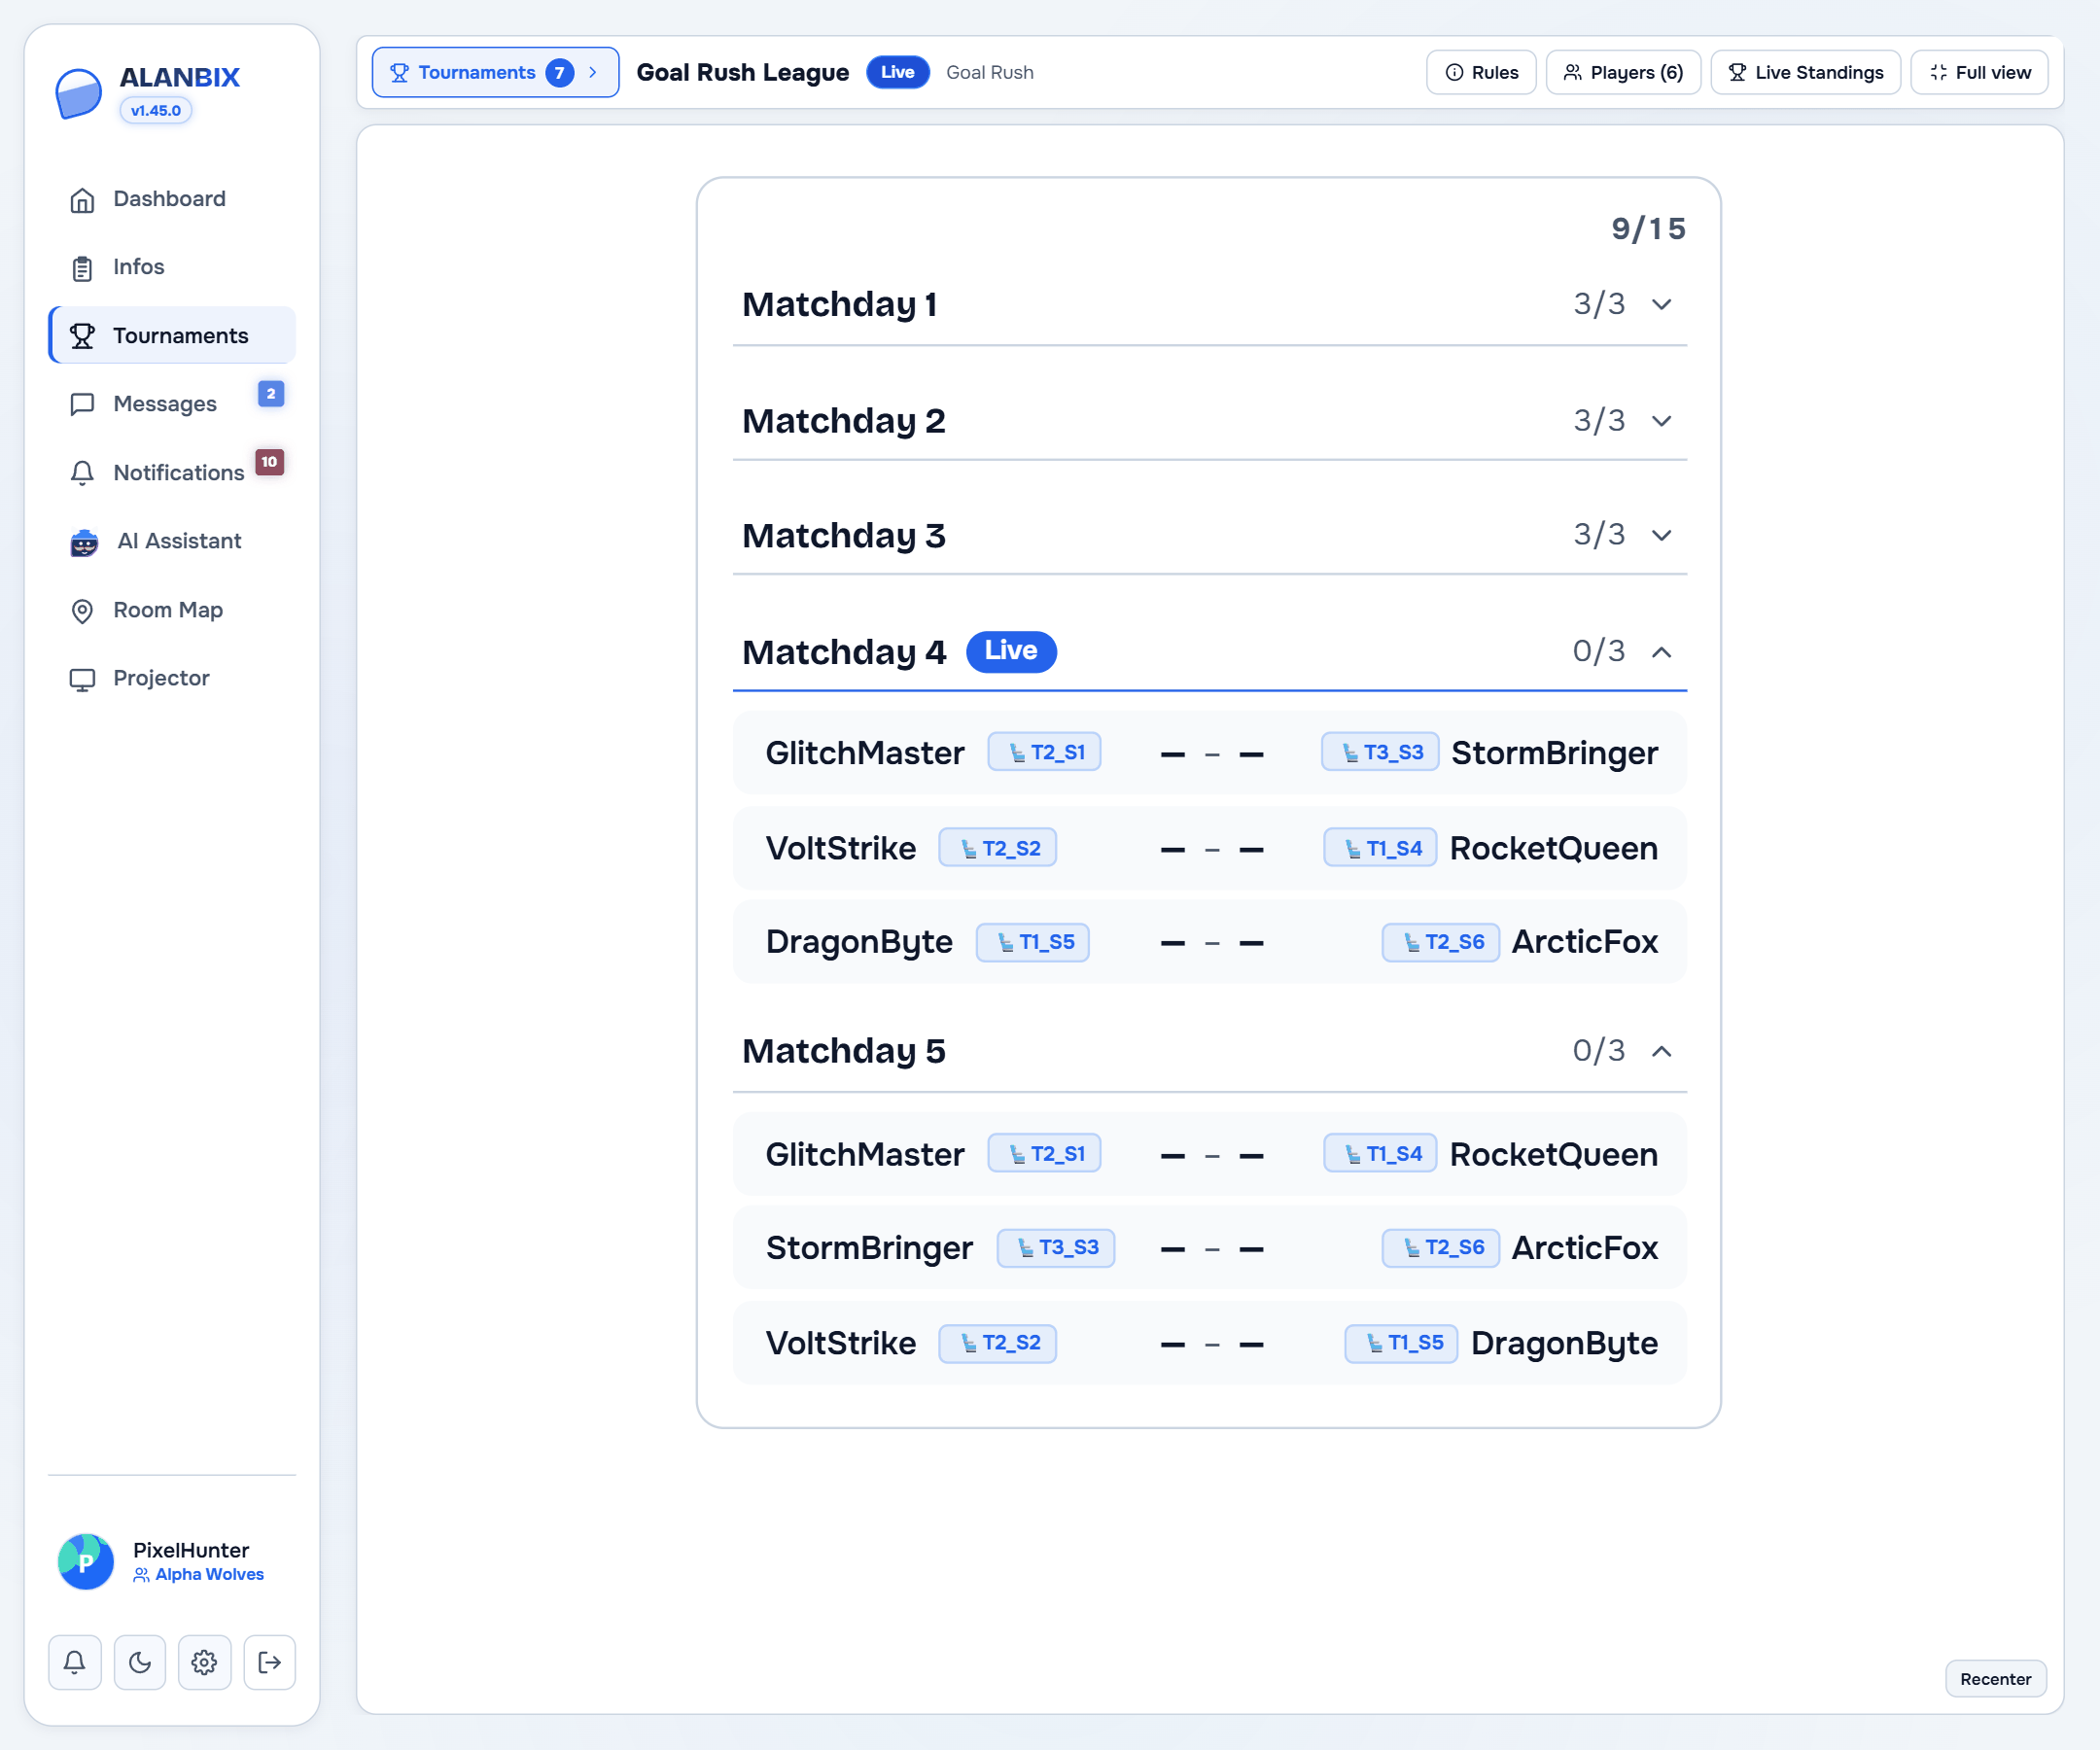 ALANBIX
v1.45.0
Dashboard
Infos
Tournaments
Messages 2
Notifications 10
AI Assistant
Room Map
Projector
PixelHunter
Alpha Wolves
Tournaments 7
Goal Rush League
Live
Goal Rush
Rules
Players (6)
Live Standings
Full view
9/15
Matchday 1 3/3
Matchday 2 3/3
Matchday 3 3/3
Matchday 4 Live 0/3
GlitchMaster T2_S1 – - – T3_S3 StormBringer
VoltStrike T2_S2 – - – T1_S4 RocketQueen
DragonByte T1_S5 – - – T2_S6 ArcticFox
Matchday 5 0/3
GlitchMaster T2_S1 – - – T1_S4 RocketQueen
StormBringer T3_S3 – - – T2_S6 ArcticFox
VoltStrike T2_S2 – - – T1_S5 DragonByte
Recenter
P